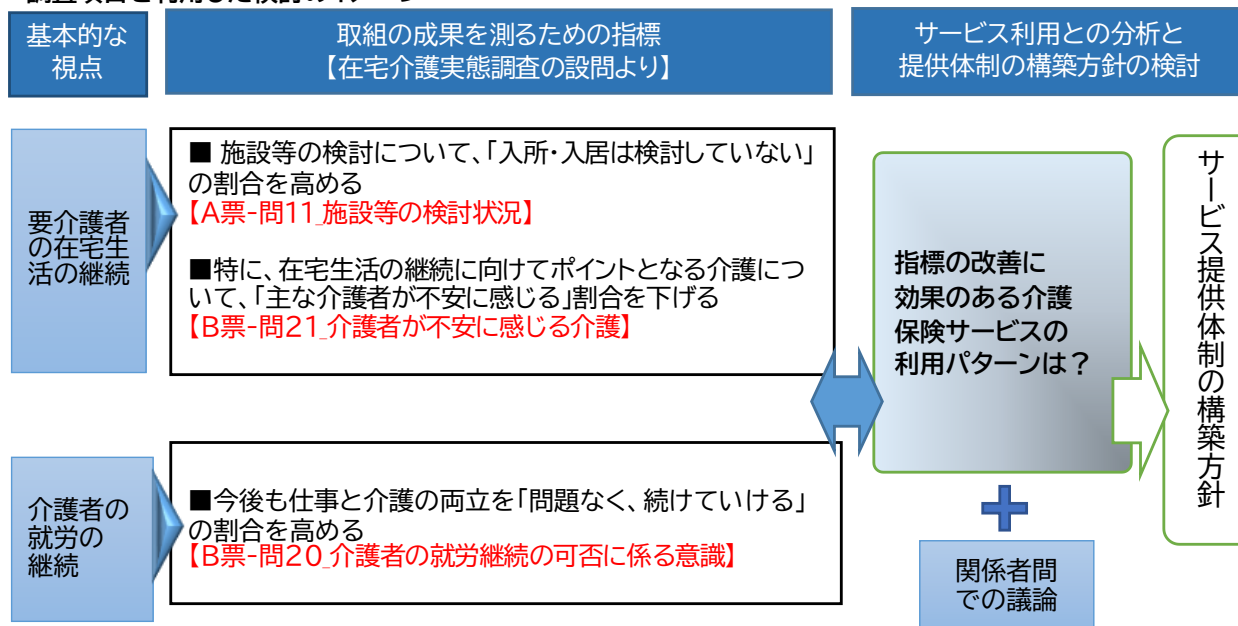 基本的な
視点
取組の成果を測るための指標
【在宅介護実態調査の設問より】
サービス利用との分析と
提供体制の構築方針の検討
要介護者
の在宅生
活の継続
■ 施設等の検討について、「入所・入居は検討していない」
の割合を高める
【A票-問11_施設等の検討状況】
■特に、在宅生活の継続に向けてポイントとなる介護につ
いて、「主な介護者が不安に感じる」割合を下げる
【B票-問21_介護者が不安に感じる介護】
介護者の
就労の
継続
■今後も仕事と介護の両立を「問題なく、続けていける」
の割合を高める
【B票-問20_介護者の就労継続の可否に係る意識】
指標の改善に
効果のある介護
保険サービスの
利用パターンは？
関係者間
での議論
サービス提供体制の構築方針